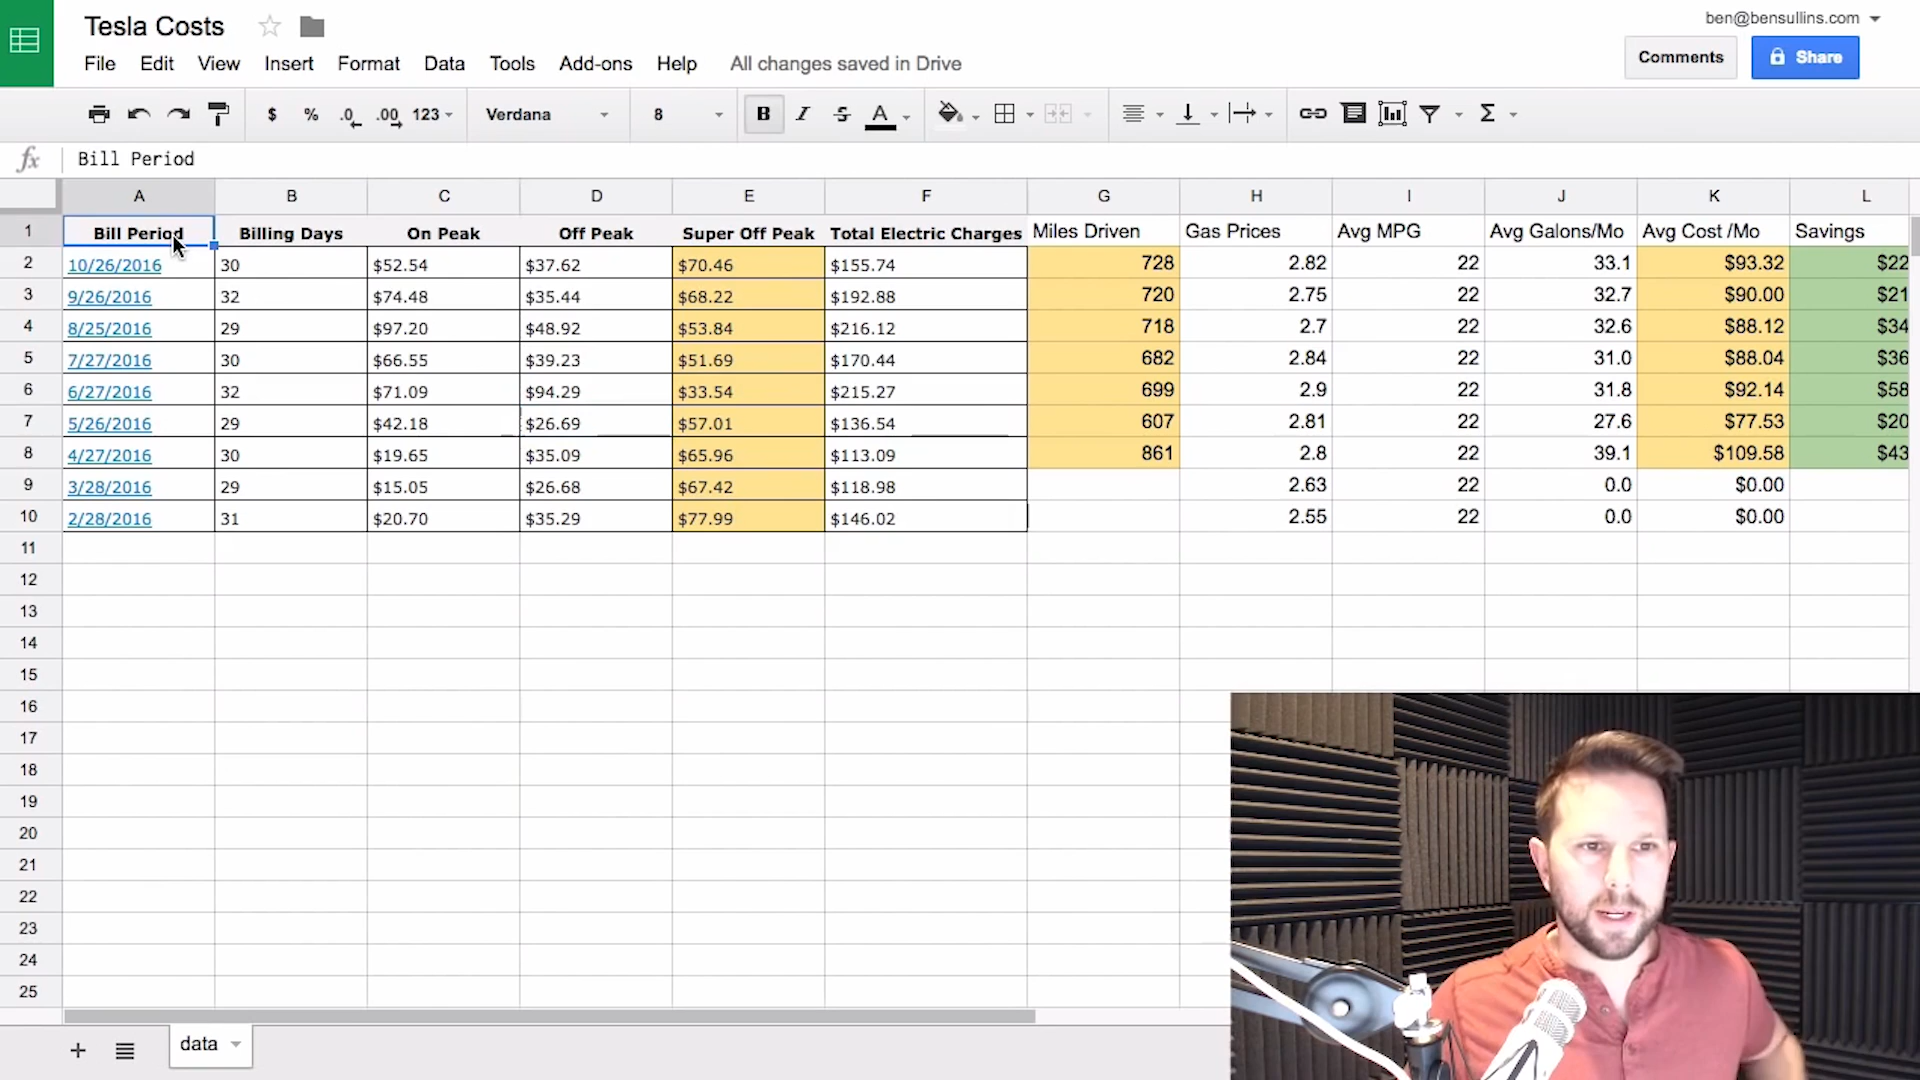 Tesla Costs
ben@bensullins.com
File Edit View Insert Format Data Tools Add-ons Help All changes saved in Drive
Comments Share
$ % .0 .00 123 Verdana 8 B I S A Σ
fx Bill Period
A B C D E F G H I J K L
1 Bill Period Billing Days On Peak Off Peak Super Off Peak Total Electric Charges Miles Driven Gas Prices Avg MPG Avg Galons/Mo Avg Cost /Mo Savings
2 10/26/2016 30 $52.54 $37.62 $70.46 $155.74 728 2.82 22 33.1 $93.32 $22
3 9/26/2016 32 $74.48 $35.44 $68.22 $192.88 720 2.75 22 32.7 $90.00 $21
4 8/25/2016 29 $97.20 $48.92 $53.84 $216.12 718 2.7 22 32.6 $88.12 $34
5 7/27/2016 30 $66.55 $39.23 $51.69 $170.44 682 2.84 22 31.0 $88.04 $36
6 6/27/2016 32 $71.09 $94.29 $33.54 $215.27 699 2.9 22 31.8 $92.14 $58
7 5/26/2016 29 $42.18 $26.69 $57.01 $136.54 607 2.81 22 27.6 $77.53 $20
8 4/27/2016 30 $19.65 $35.09 $65.96 $113.09 861 2.8 22 39.1 $109.58 $43
9 3/28/2016 29 $15.05 $26.68 $67.42 $118.98 2.63 22 0.0 $0.00
10 2/28/2016 31 $20.70 $35.29 $77.99 $146.02 2.55 22 0.0 $0.00
11
12
13
14
15
16
17
18
19
20
21
22
23
24
25
+ data